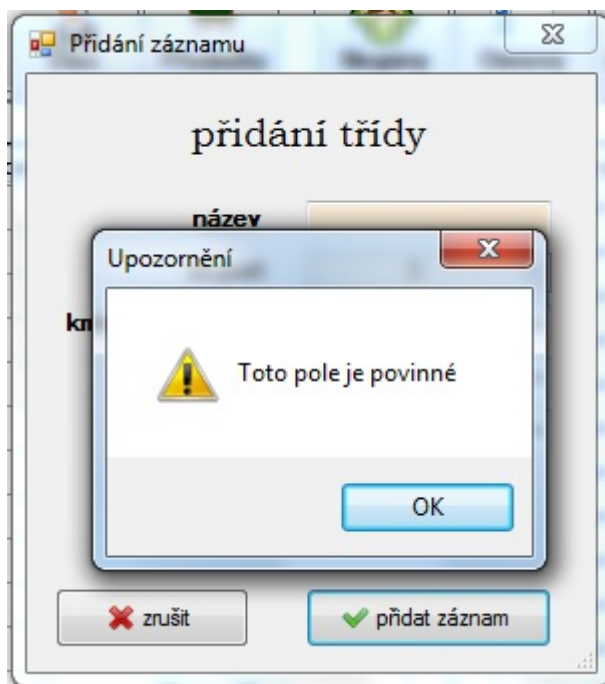 Přidání záznamu
přidání třídy
název
Upozornění
Toto pole je povinné
OK
zrušit
přidat záznam